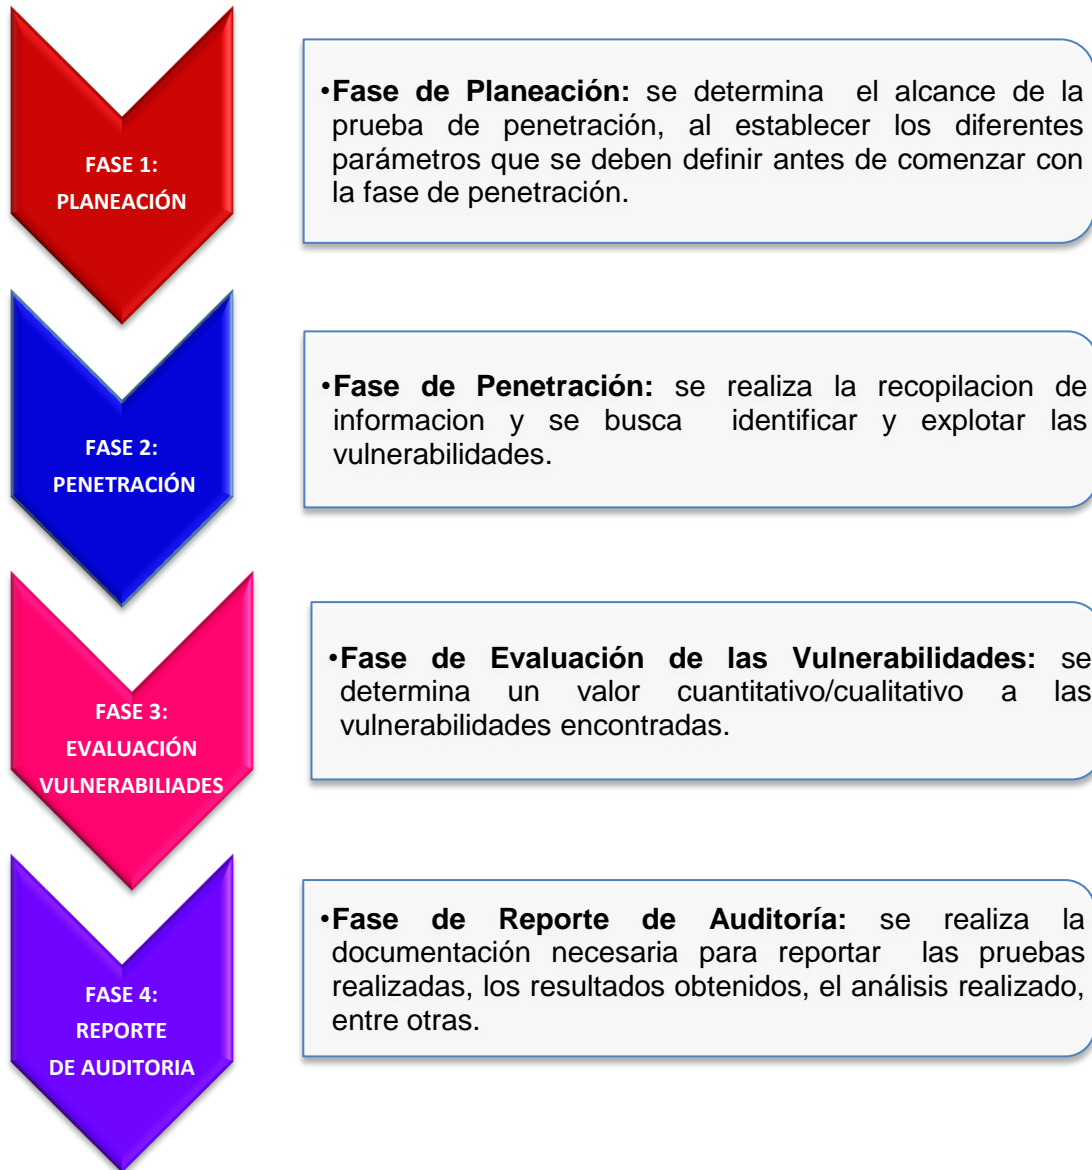 FASE 1:
PLANEACIÓN
•Fase de Planeación: se determina el alcance de la
prueba de penetración, al establecer los diferentes
parámetros que se deben definir antes de comenzar con
la fase de penetración.
FASE 2:
PENETRACIÓN
•Fase de Penetración: se realiza la recopilacion de
informacion y se busca identificar y explotar las
vulnerabilidades.
FASE 3:
EVALUACIÓN
VULNERABILIADES
•Fase de Evaluación de las Vulnerabilidades: se
determina un valor cuantitativo/cualitativo a las
vulnerabilidades encontradas.
FASE 4:
REPORTE
DE AUDITORIA
•Fase de Reporte de Auditoría: se realiza la
documentación necesaria para reportar las pruebas
realizadas, los resultados obtenidos, el análisis realizado,
entre otras.